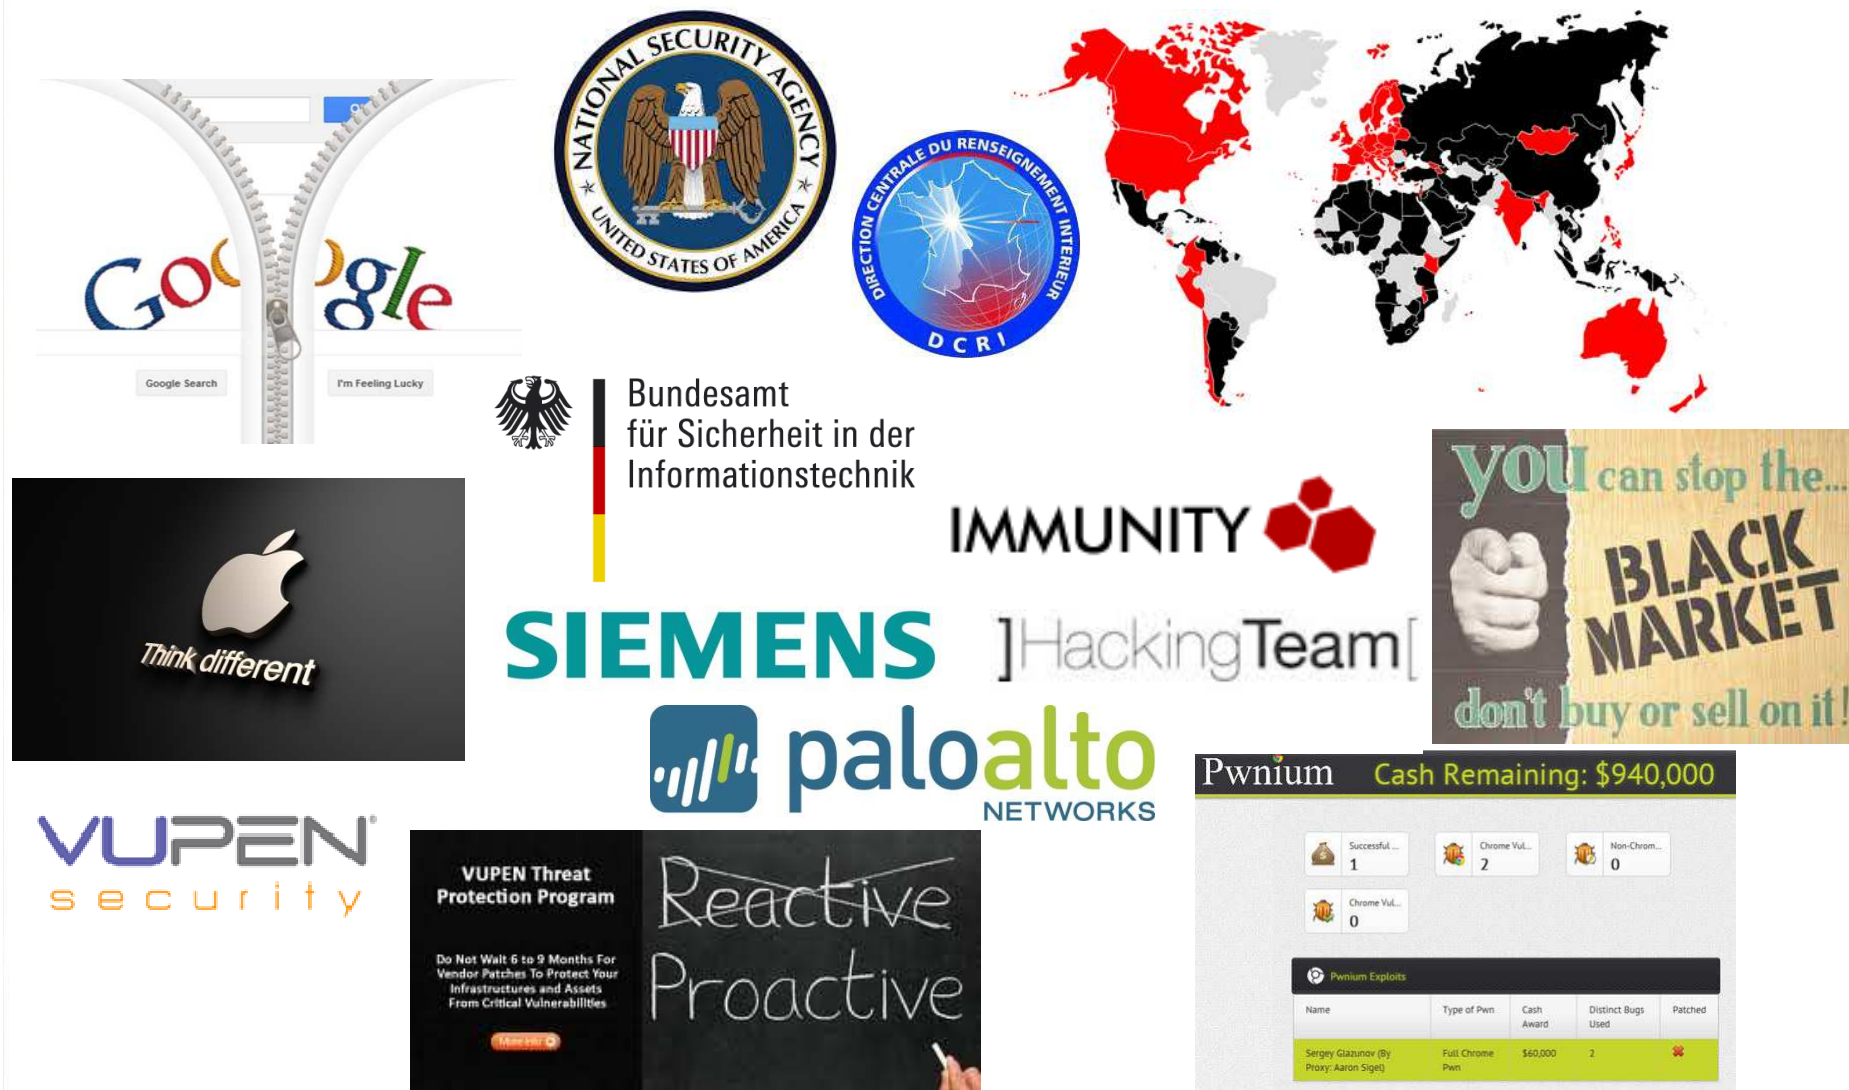 Google
Google Search
I'm Feeling Lucky
NATIONAL SECURITY AGENCY
UNITED STATES OF AMERICA
DIRECTION CENTRALE DU RENSEIGNEMENT INTERIEUR
DCRI
Bundesamt
für Sicherheit in der
Informationstechnik
Think different
IMMUNITY
SIEMENS
]HackingTeam[
you can stop the...
BLACK
MARKET
don't buy or sell on it!
paloalto
NETWORKS
VUPEN®
security
VUPEN Threat
Protection Program
Do Not Wait 6 to 9 Months For
Vendor Patches To Protect Your
Infrastructures and Assets
From Critical Vulnerabilities
More Info
Reactive
Proactive
Pwnium Cash Remaining: $940,000
Successful ...
1
Chrome Vul...
2
Non-Chrom...
0
Chrome Vul...
0
Pwnium Exploits
Name Type of Pwn Cash Award Distinct Bugs Used Patched
Sergey Glazunov (By Proxy: Aaron Sigel) Full Chrome Pwn $60,000 2